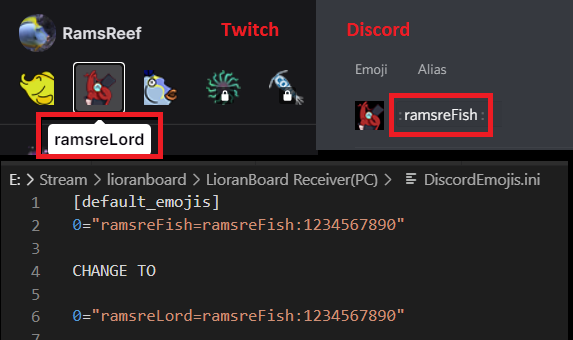 RamsReef
Twitch
Discord
Emoji Alias
:ramsreFish:
ramsreLord
E: > Stream > lioranboard > LioranBoard Receiver(PC) > DiscordEmojis.ini
1 [default_emojis]
2 0="ramsreFish=ramsreFish:1234567890"
3
4 CHANGE TO
5
6 0="ramsreLord=ramsreFish:1234567890"
7